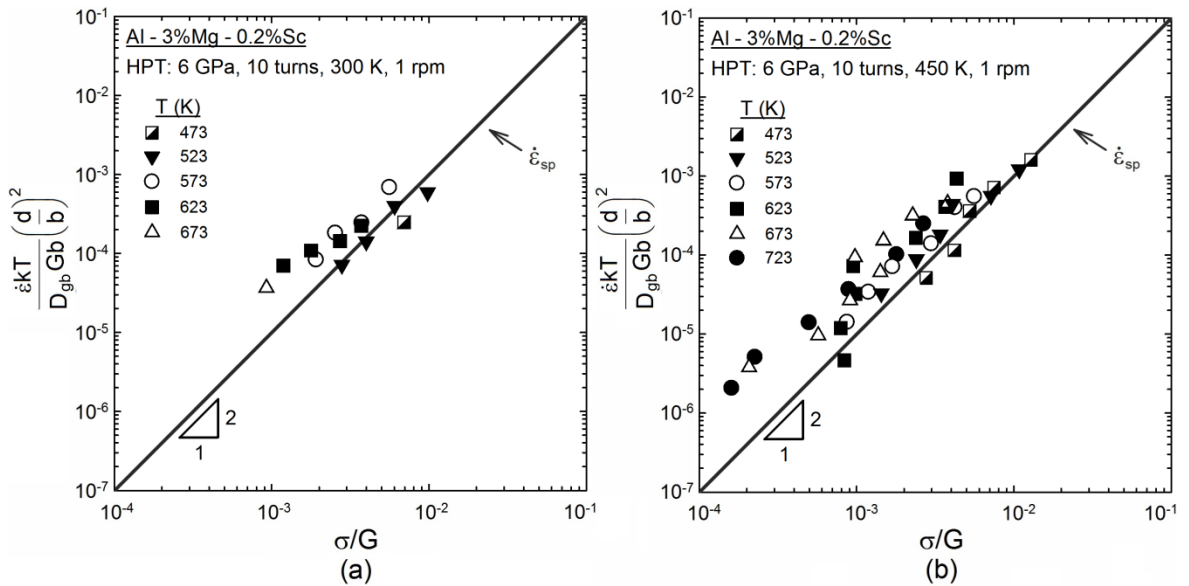 Al - 3%Mg - 0.2%Sc
HPT: 6 GPa, 10 turns, 300 K, 1 rpm
T (K)
473
523
573
623
673
ε̇sp
2
1
10⁻¹
10⁻²
10⁻³
10⁻⁴
10⁻⁵
10⁻⁶
10⁻⁷
ε̇kT/DgbGb (d/b)²
10⁻⁴ 10⁻³ 10⁻² 10⁻¹
σ/G
(a)
Al - 3%Mg - 0.2%Sc
HPT: 6 GPa, 10 turns, 450 K, 1 rpm
T (K)
473
523
573
623
673
723
ε̇sp
2
1
10⁻¹
10⁻²
10⁻³
10⁻⁴
10⁻⁵
10⁻⁶
10⁻⁷
ε̇kT/DgbGb (d/b)²
10⁻⁴ 10⁻³ 10⁻² 10⁻¹
σ/G
(b)